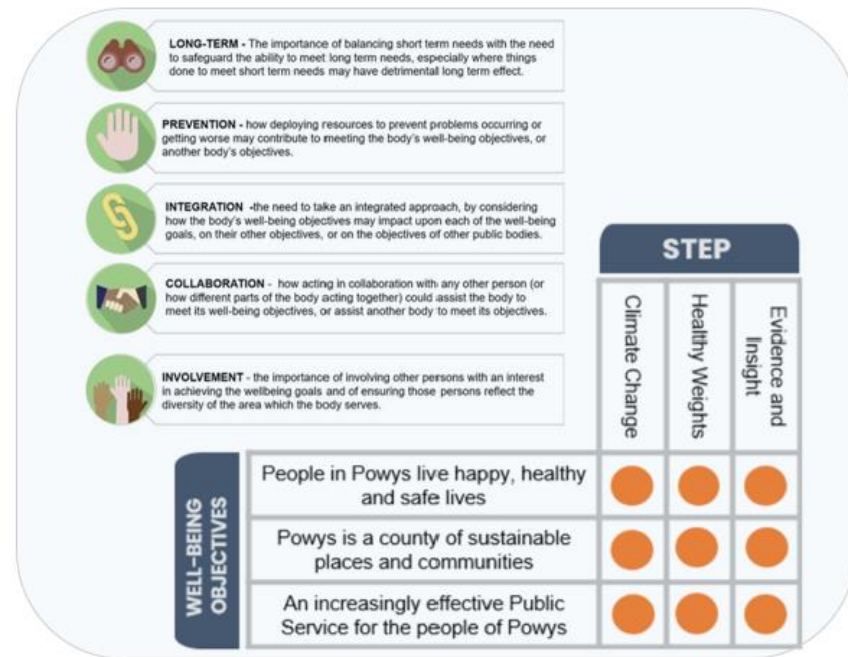 LONG-TERM - The importance of balancing short term needs with the need
to safeguard the ability to meet long term needs, especially where things
done to meet short term needs may have detrimental long term effect.
PREVENTION - how deploying resources to prevent problems occurring or
getting worse may contribute to meeting the body's well-being objectives, or
another body's objectives.
INTEGRATION -the need to take an integrated approach, by considering
how the body's well-being objectives may impact upon each of the well-being
goals, on their other objectives, or on the objectives of other public bodies.
COLLABORATION - how acting in collaboration with any other person (or
how different parts of the body acting together) could assist the body to
meet its well-being objectives, or assist another body to meet its objectives.
INVOLVEMENT - the importance of involving other persons with an interest
in achieving the wellbeing goals and of ensuring those persons reflect the
diversity of the area which the body serves.
STEP
Climate Change
Healthy Weights
Evidence and
Insight
WELL-BEING
OBJECTIVES
People in Powys live happy, healthy
and safe lives
Powys is a county of sustainable
places and communities
An increasingly effective Public
Service for the people of Powys